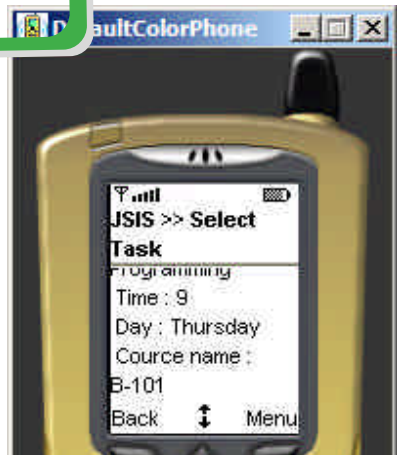 DefaultColorPhone
JSIS >> Select
Task
Programming
Time : 9
Day : Thursday
Cource name :
B-101
Back Menu